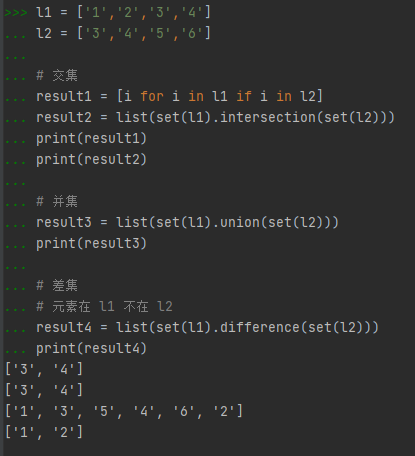 >>> l1 = ['1','2','3','4']
... l2 = ['3','4','5','6']
...
... # 交集
... result1 = [i for i in l1 if i in l2]
... result2 = list(set(l1).intersection(set(l2)))
... print(result1)
... print(result2)
...
... # 并集
... result3 = list(set(l1).union(set(l2)))
... print(result3)
...
... # 差集
... # 元素在 l1 不在 l2
... result4 = list(set(l1).difference(set(l2)))
... print(result4)
['3', '4']
['3', '4']
['1', '3', '5', '4', '6', '2']
['1', '2']